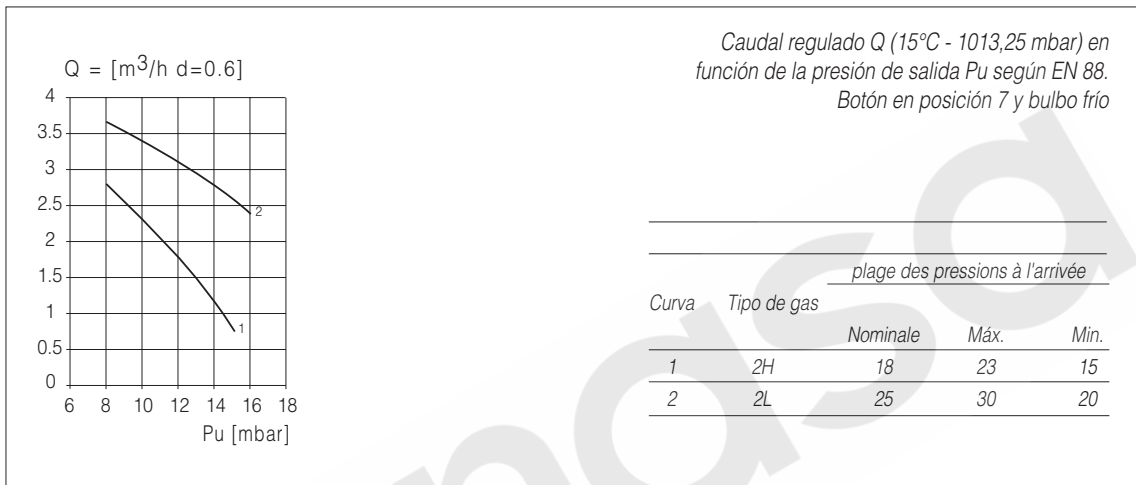 Caudal regulado Q (15°C - 1013,25 mbar) en
función de la presión de salida Pu según EN 88.
Botón en posición 7 y bulbo frío
Q = [m³/h d=0.6]
4
3.5
3
2.5
2
1.5
1
0.5
0
6 8 10 12 14 16 18
Pu [mbar]
2
1
plage des pressions à l'arrivée
Curva Tipo de gas
Nominale Máx. Min.
1 2H 18 23 15
2 2L 25 30 20
nasa